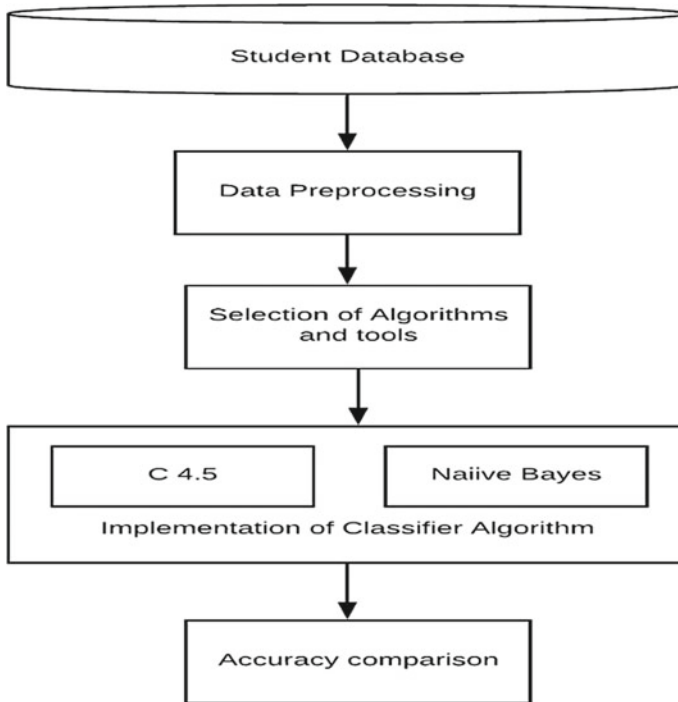 Student Database
Data Preprocessing
Selection of Algorithms
and tools
C 4.5
Naiive Bayes
Implementation of Classifier Algorithm
Accuracy comparison